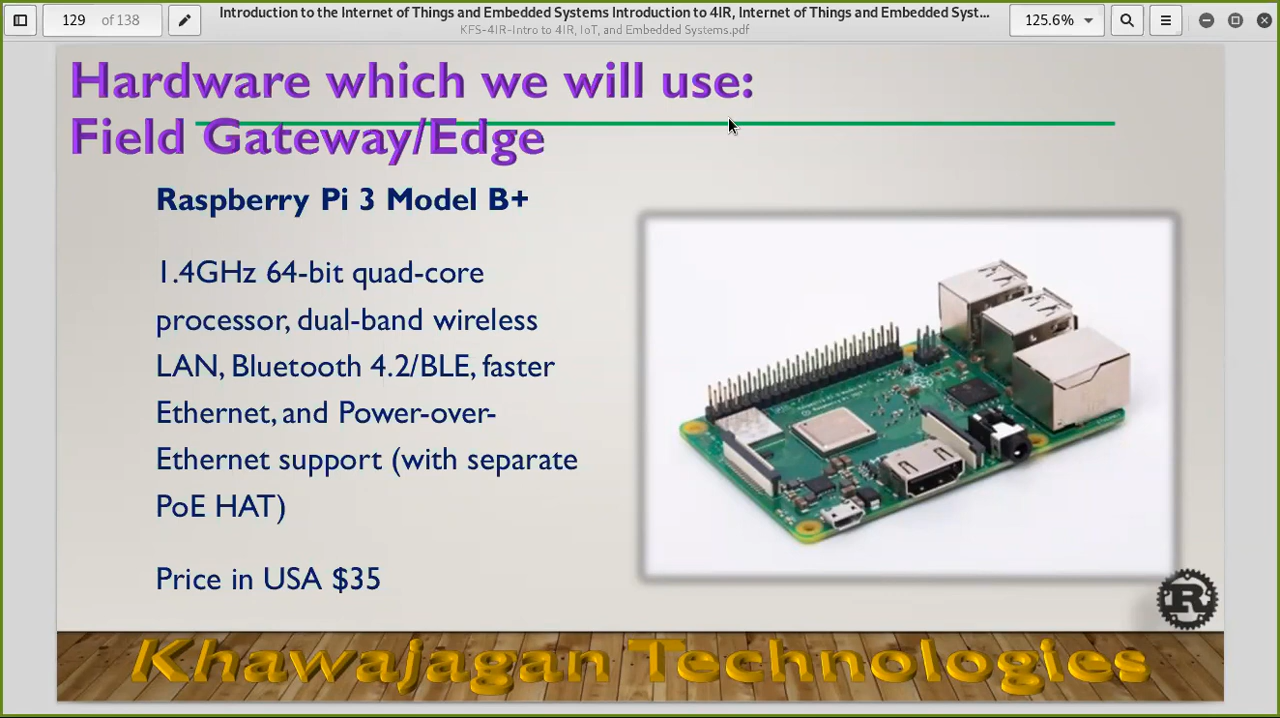 129 of 138
Introduction to the Internet of Things and Embedded Systems Introduction to 4IR, Internet of Things and Embedded Syst...
KFS-4IR-Intro to 4IR, IoT, and Embedded Systems.pdf
125.6%
Hardware which we will use:
Field Gateway/Edge
Raspberry Pi 3 Model B+
1.4GHz 64-bit quad-core
processor, dual-band wireless
LAN, Bluetooth 4.2/BLE, faster
Ethernet, and Power-over-
Ethernet support (with separate
PoE HAT)
Price in USA $35
R
Khawajagan Technologies